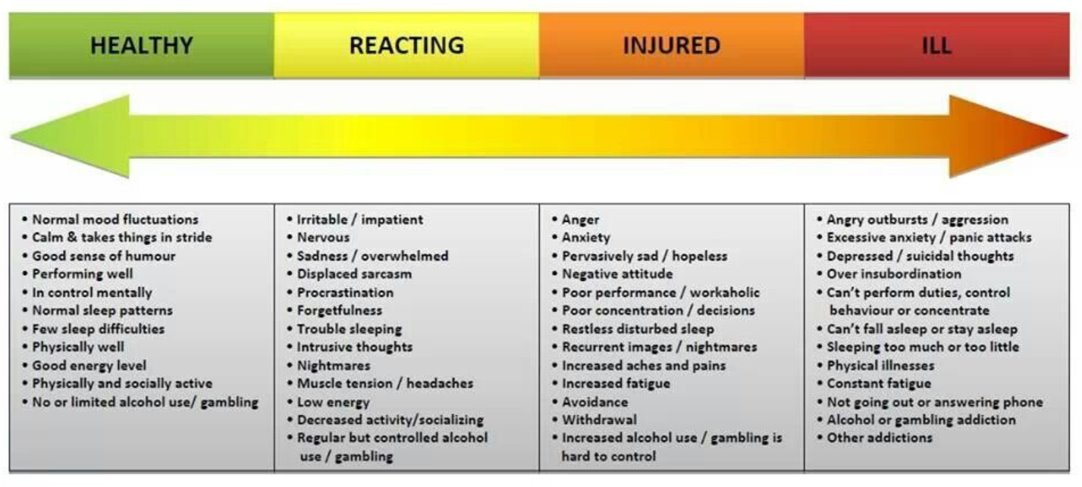 HEALTHY
REACTING
INJURED
ILL
• Normal mood fluctuations
• Calm & takes things in stride
• Good sense of humour
• Performing well
• In control mentally
• Normal sleep patterns
• Few sleep difficulties
• Physically well
• Good energy level
• Physically and socially active
• No or limited alcohol use/ gambling
• Irritable / impatient
• Nervous
• Sadness / overwhelmed
• Displaced sarcasm
• Procrastination
• Forgetfulness
• Trouble sleeping
• Intrusive thoughts
• Nightmares
• Muscle tension / headaches
• Low energy
• Decreased activity/socializing
• Regular but controlled alcohol
use / gambling
• Anger
• Anxiety
• Pervasively sad / hopeless
• Negative attitude
• Poor performance / workaholic
• Poor concentration / decisions
• Restless disturbed sleep
• Recurrent images / nightmares
• Increased aches and pains
• Increased fatigue
• Avoidance
• Withdrawal
• Increased alcohol use / gambling is
hard to control
• Angry outbursts / aggression
• Excessive anxiety / panic attacks
• Depressed / suicidal thoughts
• Over insubordination
• Can't perform duties, control
behaviour or concentrate
• Can't fall asleep or stay asleep
• Sleeping too much or too little
• Physical illnesses
• Constant fatigue
• Not going out or answering phone
• Alcohol or gambling addiction
• Other addictions